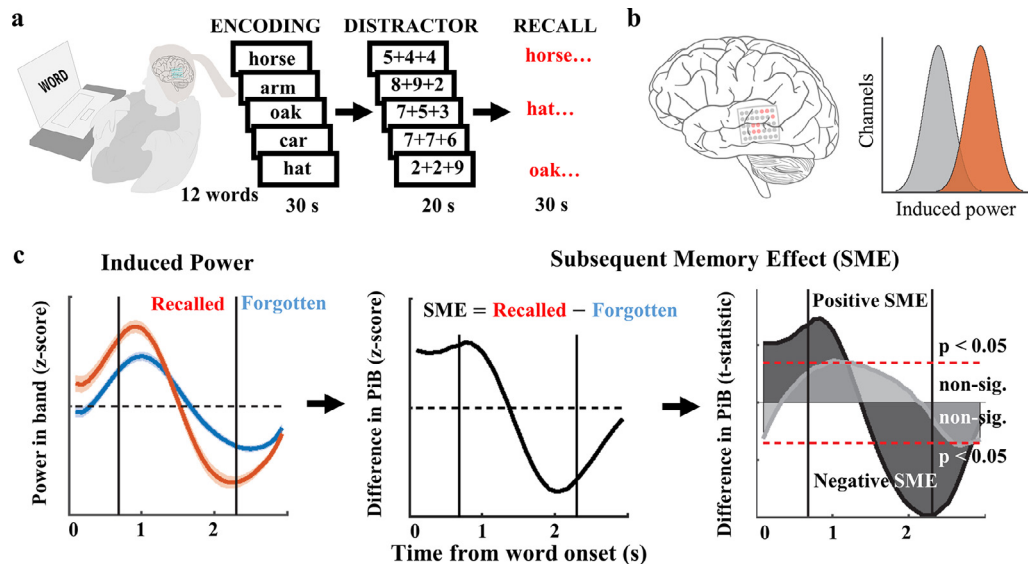 a
ENCODING
DISTRACTOR
RECALL
WORD
horse
arm
oak
car
hat
5+4+4
8+9+2
7+5+3
7+7+6
2+2+9
horse...
hat...
oak...
12 words
30 s
20 s
30 s
b
Channels
Induced power
c
Induced Power
Subsequent Memory Effect (SME)
Power in band (z-score)
Recalled
Forgotten
0
1
2
Difference in PiB (z-score)
SME = Recalled − Forgotten
0
1
2
Difference in PiB (t-statistic)
Positive SME
p < 0.05
non-sig.
non-sig.
p < 0.05
Negative SME
0
1
2
Time from word onset (s)